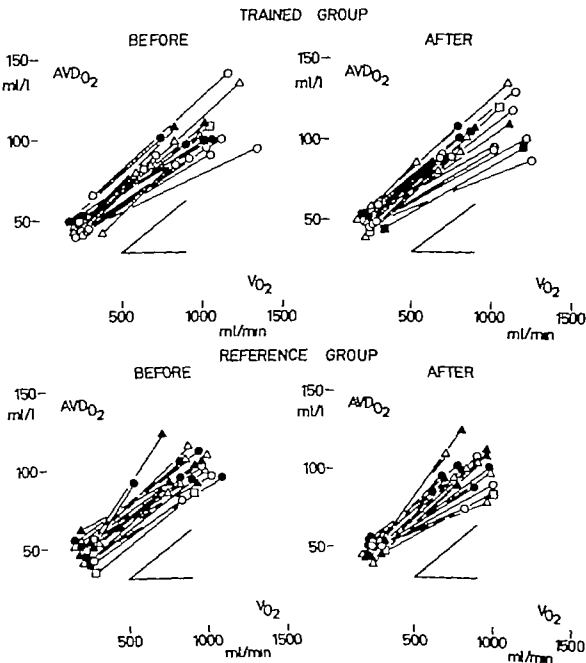 TRAINED GROUP
BEFORE
AFTER
150
ml/l
AVDO2
100
50
VO2
500
1000
1500
ml/min
150
ml/l
AVDO2
100
50
VO2
500
1000
1500
ml/min
REFERENCE GROUP
BEFORE
AFTER
150
ml/l
AVDO2
100
50
VO2
500
1000
1500
ml/min
150
ml/l
AVDO2
100
50
VO2
500
1000
1500
ml/min